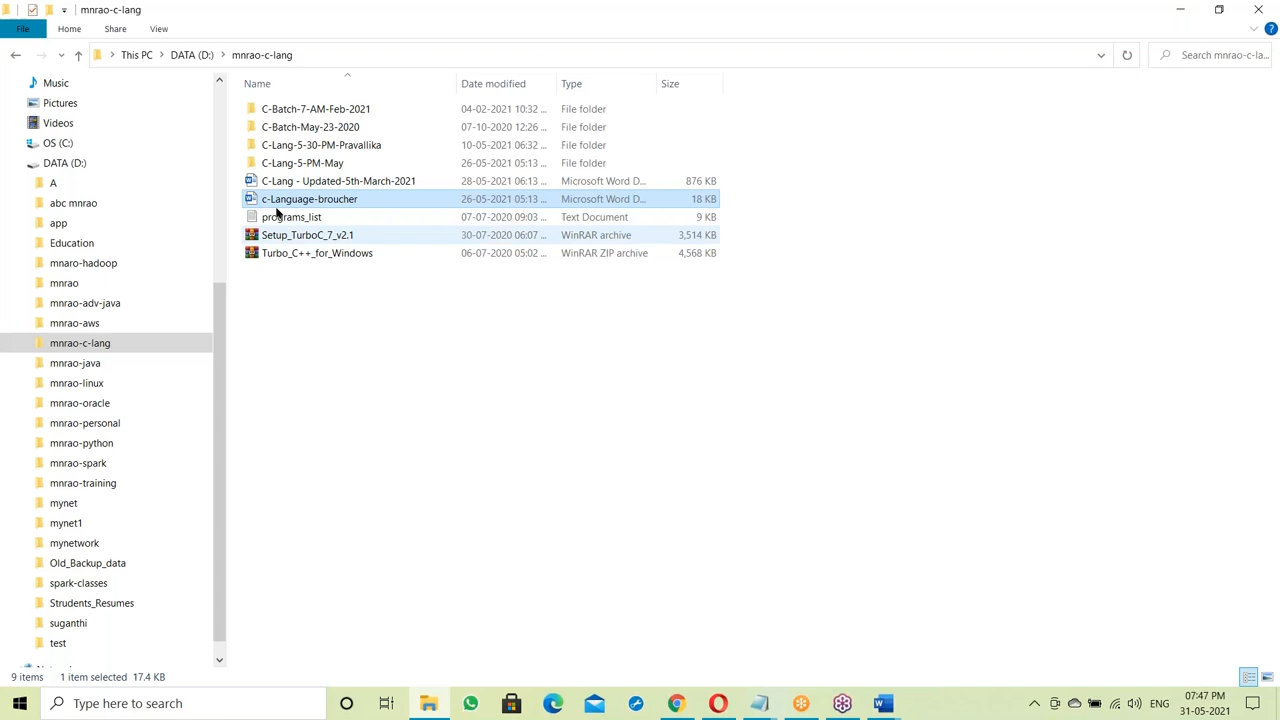 mnrao-c-lang
File Home Share View
This PC DATA (D:) mnrao-c-lang Search mnrao-c-la...
Name Date modified Type Size
C-Batch-7-AM-Feb-2021 04-02-2021 10:32 ... File folder
C-Batch-May-23-2020 07-10-2020 12:26 ... File folder
C-Lang-5-30-PM-Pravallika 10-05-2021 06:32 ... File folder
C-Lang-5-PM-May 26-05-2021 05:13 ... File folder
C-Lang - Updated-5th-March-2021 28-05-2021 06:13 ... Microsoft Word D... 876 KB
c-Language-broucher 26-05-2021 05:13 ... Microsoft Word D... 18 KB
programs_list 07-07-2020 09:03 ... Text Document 9 KB
Setup_TurboC_7_v2.1 30-07-2020 06:07 ... WinRAR archive 3,514 KB
Turbo_C++_for_Windows 06-07-2020 05:02 ... WinRAR ZIP archive 4,568 KB
Music
Pictures
Videos
OS (C:)
DATA (D:)
A
abc mnrao
app
Education
mnaro-hadoop
mnrao
mnrao-adv-java
mnrao-aws
mnrao-c-lang
mnrao-java
mnrao-linux
mnrao-oracle
mnrao-personal
mnrao-python
mnrao-spark
mnrao-training
mynet
mynet1
mynetwork
Old_Backup_data
spark-classes
Strudents_Resumes
suganthi
test
9 items 1 item selected 17.4 KB
Type here to search
ENG
07:47 PM
31-05-2021